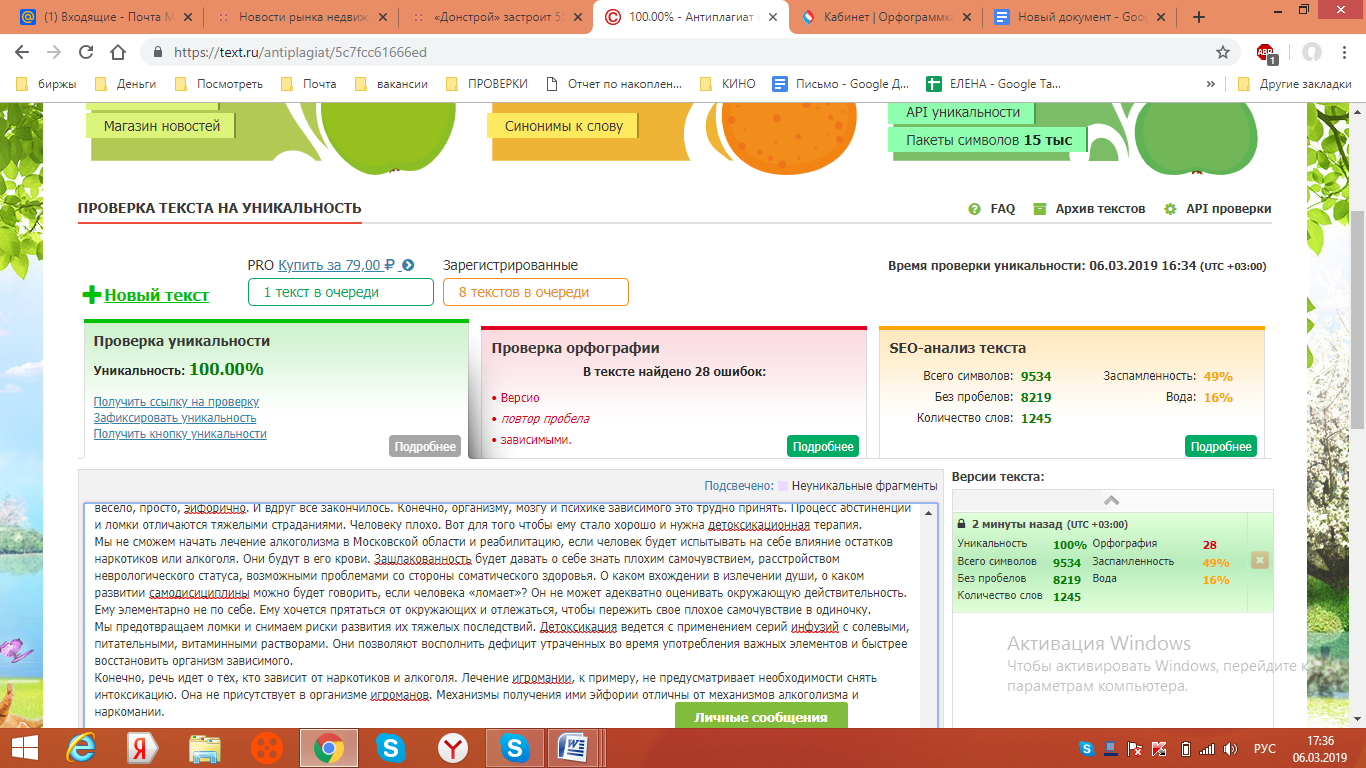 (1) Входящие - Почта М
Новости рынка недвиж
«Донстрой» застроит 55
100.00% - Антиплагиат
Кабинет | Орфограммка
Новый документ - Goo
https://text.ru/antiplagiat/5c7fcc61666ed
ABP
1
биржы
Деньги
Посмотреть
Почта
вакансии
ПРОВЕРКИ
Отчет по накоплен...
КИНО
Письмо - Google Д...
ЕЛЕНА - Google Та...
»
Другие закладки
Магазин новостей
Синонимы к слову
API уникальности
Пакеты символов 15 тыс
ПРОВЕРКА ТЕКСТА НА УНИКАЛЬНОСТЬ
FAQ
Архив текстов
API проверки
PRO Купить за 79,00 ₽
Зарегистрированные
Время проверки уникальности: 06.03.2019 16:34 (UTC +03:00)
Новый текст
1 текст в очереди
8 текстов в очереди
Проверка уникальности
Уникальность: 100.00%
Получить ссылку на проверку
Зафиксировать уникальность
Получить кнопку уникальности
Подробнее
Проверка орфографии
В тексте найдено 28 ошибок:
• Версио
• повтор пробела
• зависимыми.
Подробнее
SEO-анализ текста
Всего символов: 9534 Заспамленность: 49%
Без пробелов: 8219 Вода: 16%
Количество слов: 1245
Подробнее
Подсвечено: Неуникальные фрагменты
весело, просто, эйфорично. И вдруг все закончилось. Конечно, организму, мозгу и психике зависимого это трудно принять. Процесс абстиненции
и ломки отличаются тяжелыми страданиями. Человеку плохо. Вот для того чтобы ему стало хорошо и нужна детоксикационная терапия.
Мы не сможем начать лечение алкоголизма в Московской области и реабилитацию, если человек будет испытывать на себе влияние остатков
наркотиков или алкоголя. Они будут в его крови. Зашлакованность будет давать о себе знать плохим самочувствием, расстройством
неврологического статуса, возможными проблемами со стороны соматического здоровья. О каком вхождении в излечении души, о каком
развитии самодисициплины можно будет говорить, если человека «ломает»? Он не может адекватно оценивать окружающую действительность.
Ему элементарно не по себе. Ему хочется прятаться от окружающих и отлежаться, чтобы пережить свое плохое самочувствие в одиночку.
Мы предотвращаем ломки и снимаем риски развития их тяжелых последствий. Детоксикация ведется с применением серий инфузий с солевыми,
питательными, витаминными растворами. Они позволяют восполнить дефицит утраченных во время употребления важных элементов и быстрее
восстановить организм зависимого.
Конечно, речь идет о тех, кто зависит от наркотиков и алкоголя. Лечение игромании, к примеру, не предусматривает необходимости снять
интоксикацию. Она не присутствует в организме игроманов. Механизмы получения ими эйфории отличны от механизмов алкоголизма и
наркомании.
Версии текста:
2 минуты назад (UTC +03:00)
Уникальность 100% Орфография 28
Всего символов 9534 Заспамленность 49%
Без пробелов 8219 Вода 16%
Количество слов 1245
Активация Windows
Чтобы активировать Windows, перейдите к
параметрам компьютера.
Личные сообщения
РУС
17:36
06.03.2019